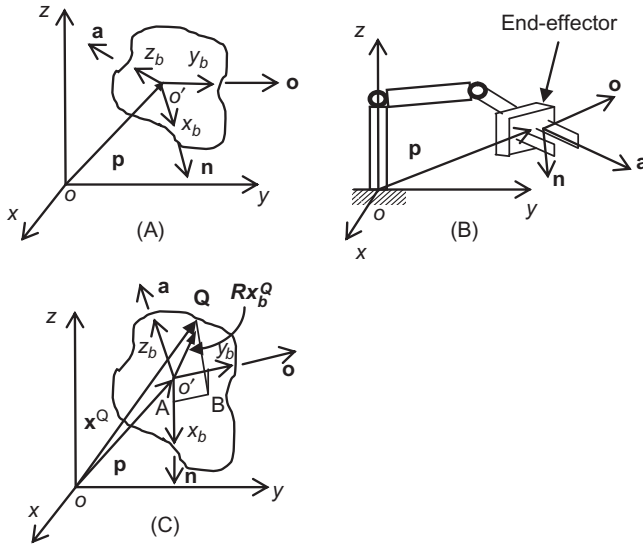 z
a
z_b
y_b
o
o'
x_b
p
n
o
y
x
(A)
End-effector
z
o
p
n
a
o
y
x
(B)
a
Q
Rx_b^Q
z
z_b
y_b
o
A
o'
B
x^Q
x_b
p
n
o
y
x
(C)